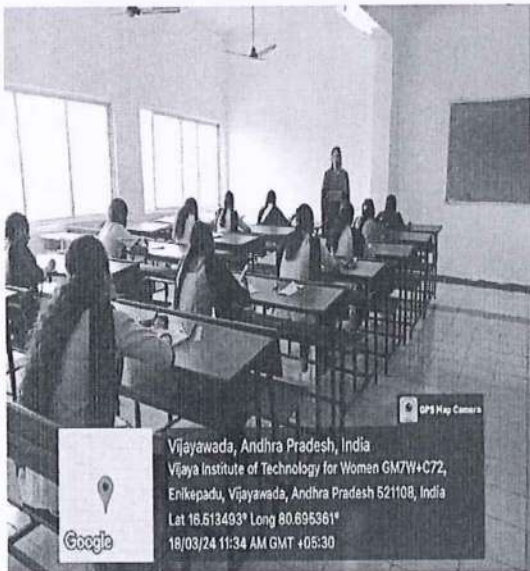 GPS Map Camera
Vijayawada, Andhra Pradesh, India
Vijaya Institute of Technology for Women GM7W+C72,
Enikepadu, Vijayawada, Andhra Pradesh 521108, India
Lat 16.513493° Long 80.695361°
18/03/24 11:34 AM GMT +05:30
Google